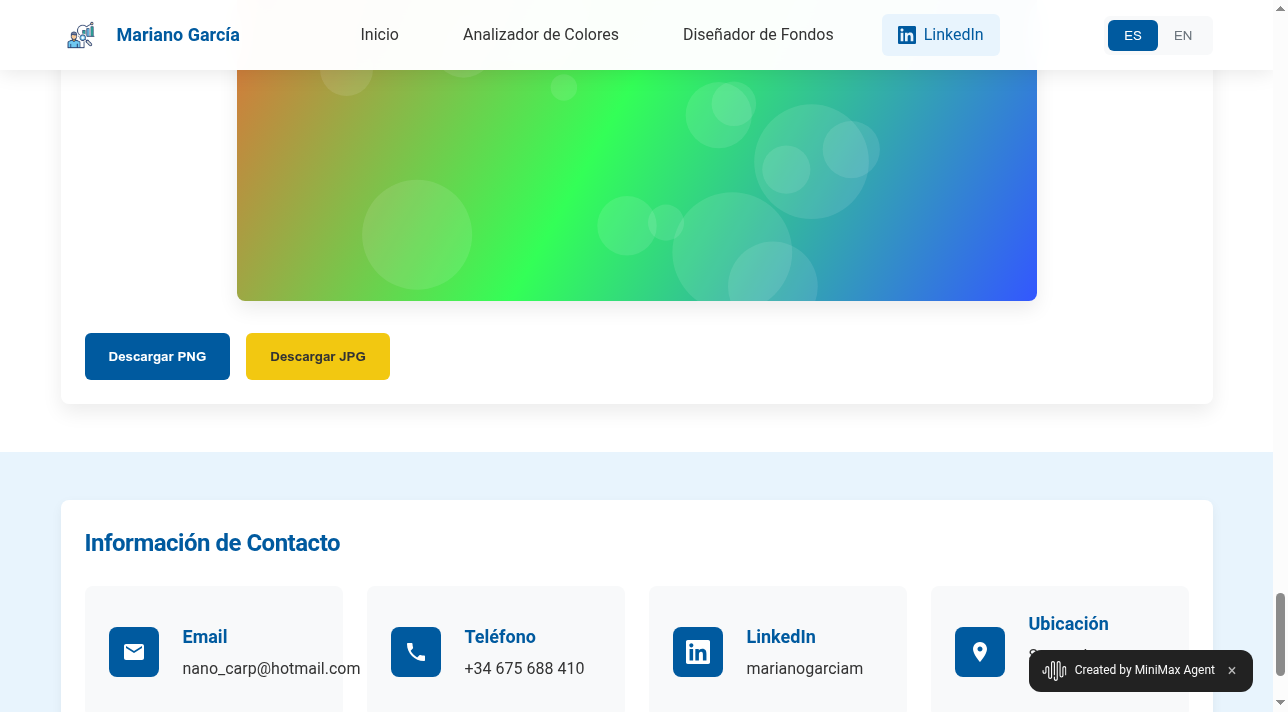 Mariano García
Inicio
Analizador de Colores
Diseñador de Fondos
LinkedIn
ES
EN
Descargar PNG
Descargar JPG
Información de Contacto
Email
nano_carp@hotmail.com
Teléfono
+34 675 688 410
LinkedIn
marianogarciam
Ubicación
Created by MiniMax Agent ×